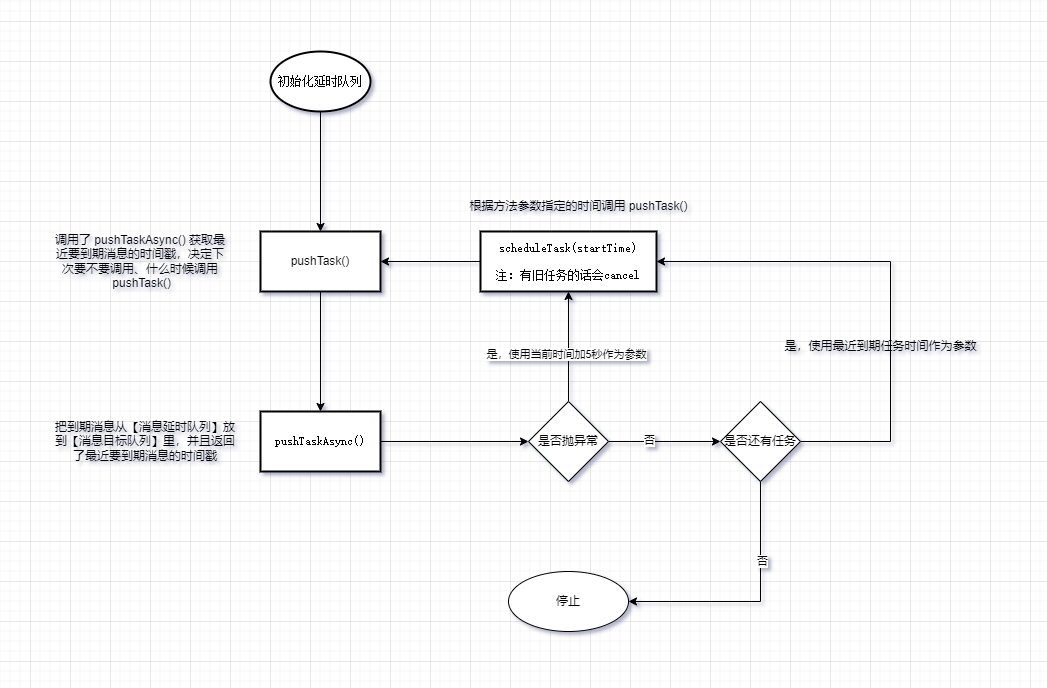 初始化延时队列
根据方法参数指定的时间调用 pushTask()
调用了 pushTaskAsync() 获取最
近要到期消息的时间戳，决定下
次要不要调用、什么时候调用
pushTask()
pushTask()
scheduleTask(startTime)
注：有旧任务的话会cancel
是，使用当前时间加5秒作为参数
是，使用最近到期任务时间作为参数
把到期消息从【消息延时队列】放
到【消息目标队列】里，并且返回
了最近要到期消息的时间戳
pushTaskAsync()
是否抛异常
否
是否还有任务
否
停止